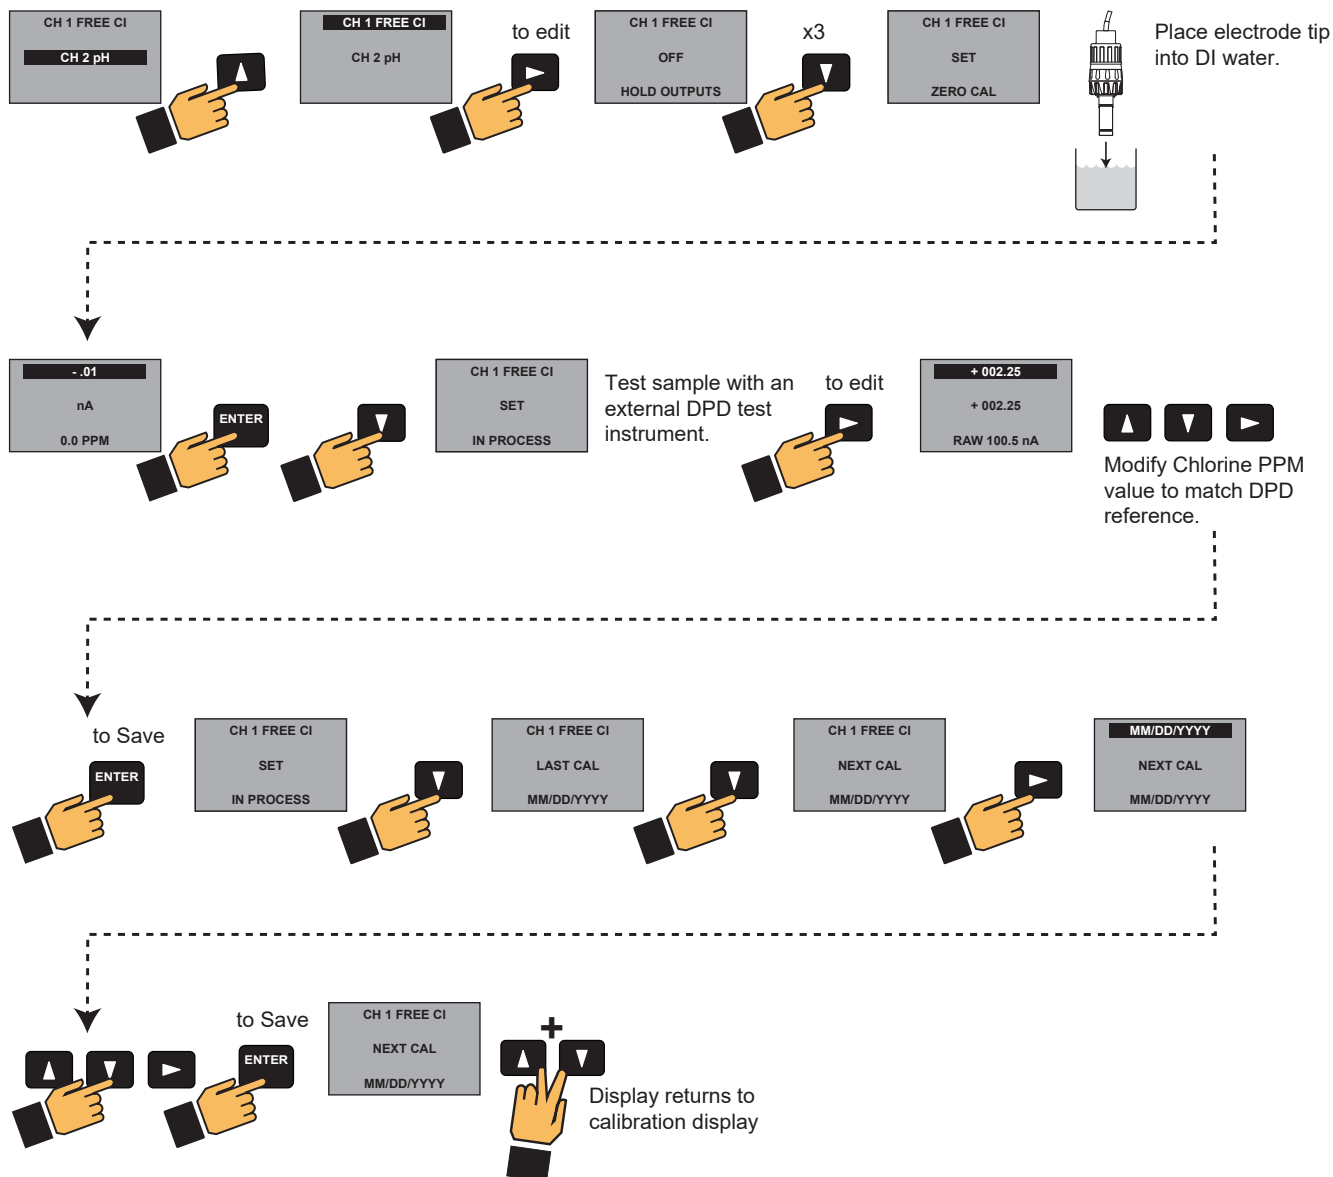 CH 1 FREE Cl
CH 2 pH
CH 1 FREE Cl
CH 2 pH
to edit
CH 1 FREE Cl
OFF
HOLD OUTPUTS
x3
CH 1 FREE Cl
SET
ZERO CAL
Place electrode tip
into DI water.
- .01
nA
0.0 PPM
ENTER
CH 1 FREE Cl
SET
IN PROCESS
Test sample with an
external DPD test
instrument.
to edit
+ 002.25
+ 002.25
RAW 100.5 nA
Modify Chlorine PPM
value to match DPD
reference.
to Save
ENTER
CH 1 FREE Cl
SET
IN PROCESS
CH 1 FREE Cl
LAST CAL
MM/DD/YYYY
CH 1 FREE Cl
NEXT CAL
MM/DD/YYYY
MM/DD/YYYY
NEXT CAL
MM/DD/YYYY
to Save
ENTER
CH 1 FREE Cl
NEXT CAL
MM/DD/YYYY
+
Display returns to
calibration display